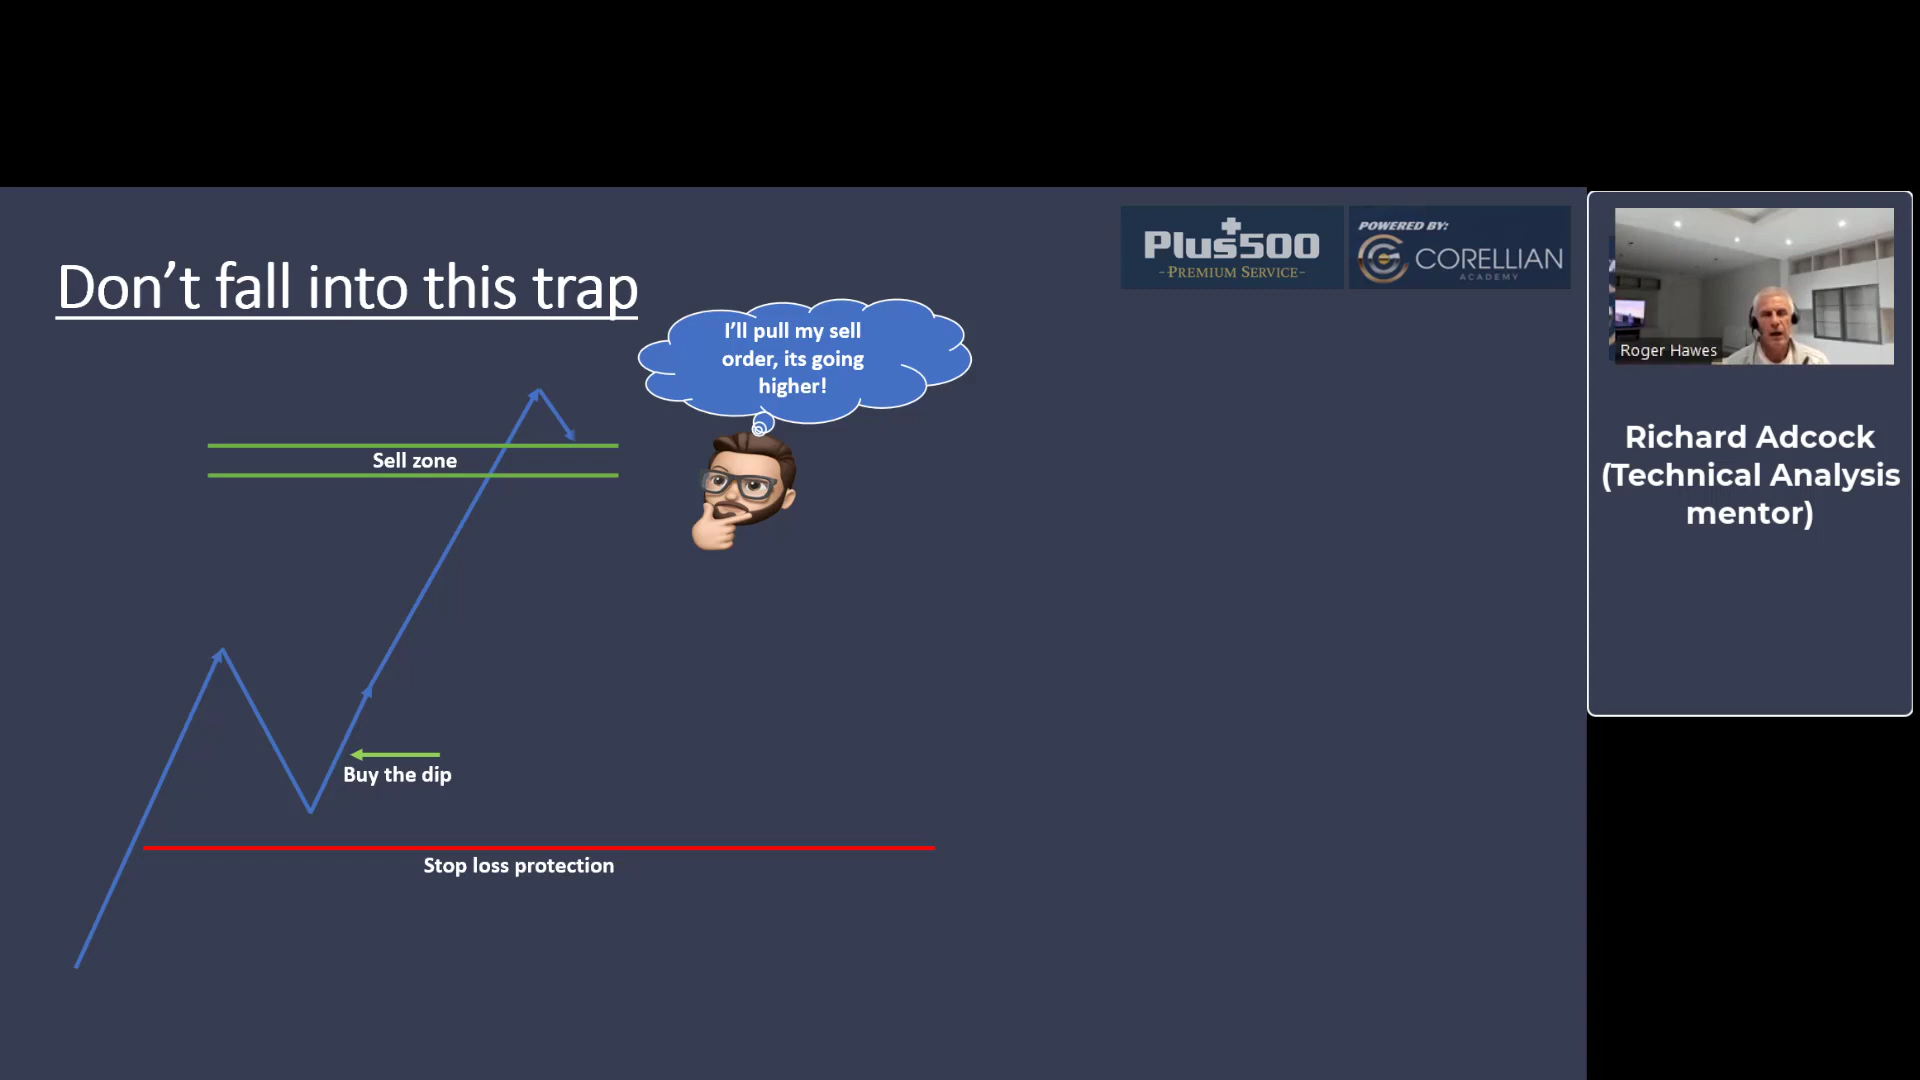 Plus500
-PREMIUM SERVICE-
POWERED BY:
CORELLIAN
ACADEMY
Don't fall into this trap
I'll pull my sell
order, its going
higher!
Sell zone
Buy the dip
Stop loss protection
Roger Hawes
Richard Adcock
(Technical Analysis
mentor)